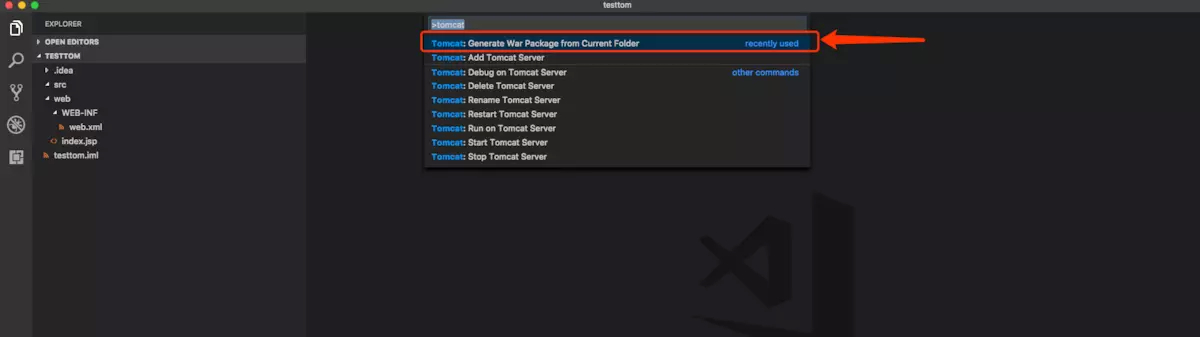 testtom
EXPLORER
OPEN EDITORS
TESTTOM
.idea
src
web
WEB-INF
web.xml
index.jsp
testtom.iml
>tomcat
Tomcat: Generate War Package from Current Folder recently used
Tomcat: Add Tomcat Server
Tomcat: Debug on Tomcat Server other commands
Tomcat: Delete Tomcat Server
Tomcat: Rename Tomcat Server
Tomcat: Restart Tomcat Server
Tomcat: Run on Tomcat Server
Tomcat: Start Tomcat Server
Tomcat: Stop Tomcat Server